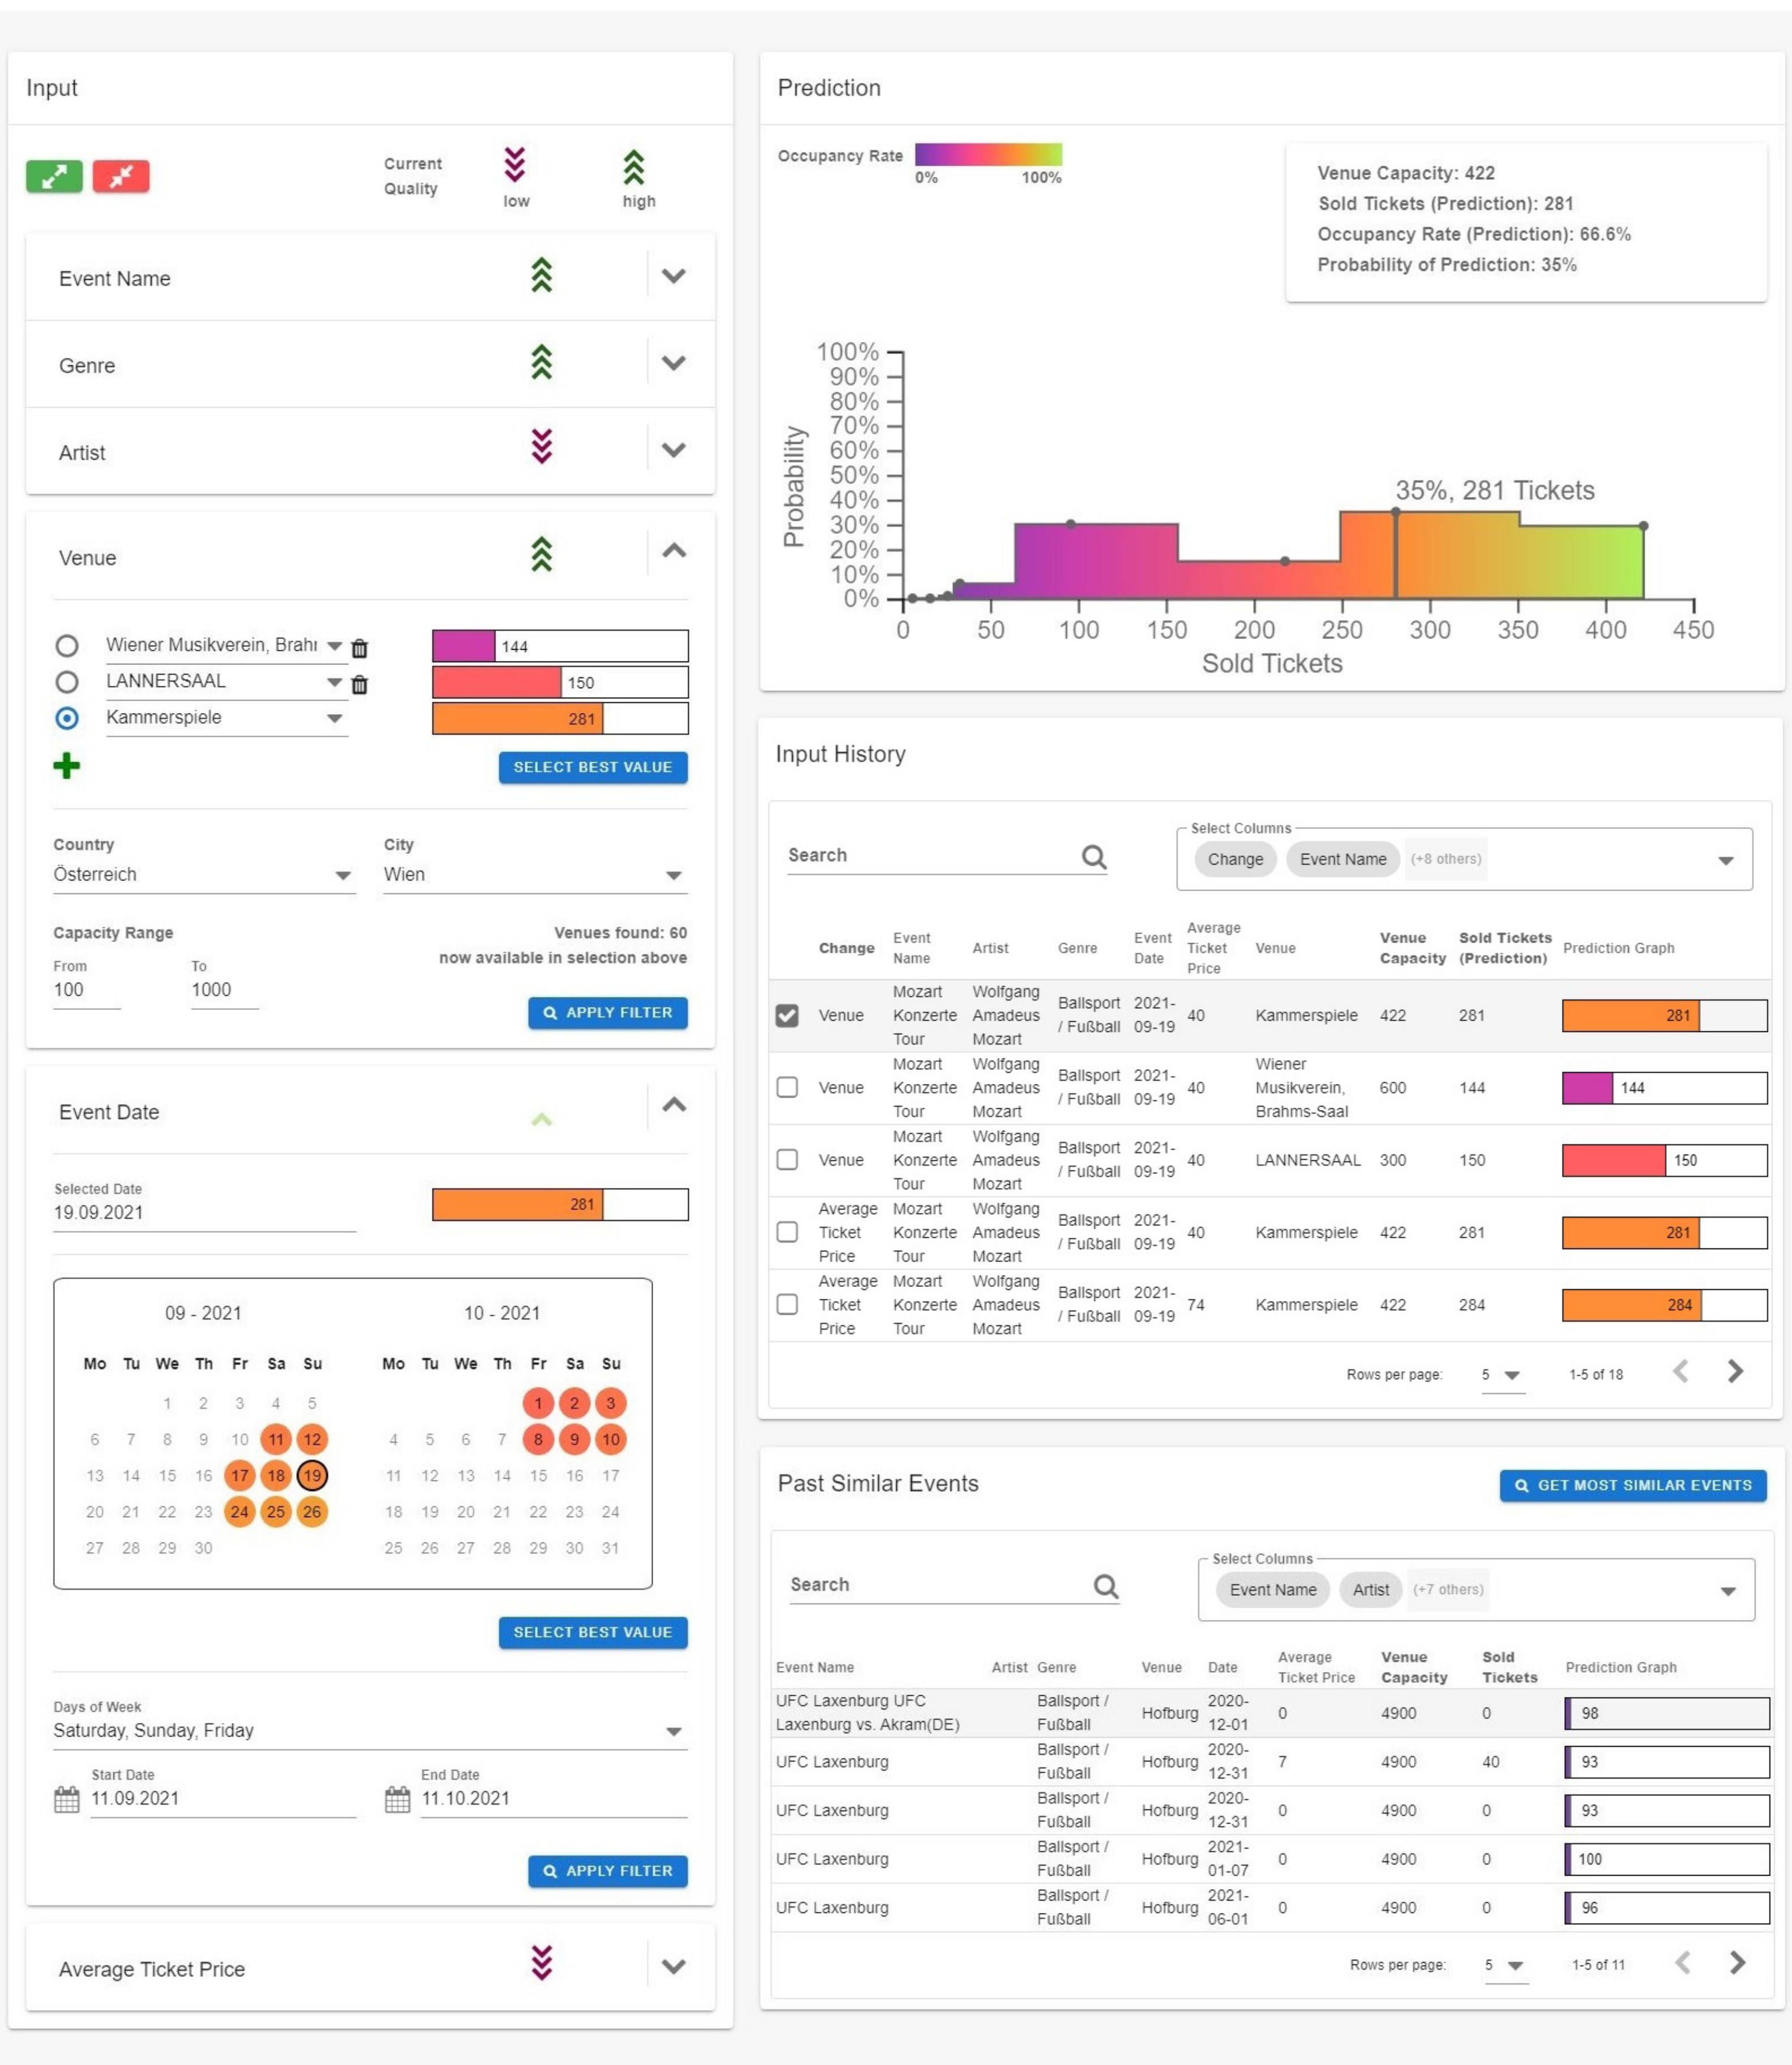 Input
Current
Quality
low
high
Event Name
Genre
Artist
Venue
Wiener Musikverein, Brahr
144
LANNERSAAL
150
Kammerspiele
281
SELECT BEST VALUE
Country
City
Österreich
Wien
Capacity Range
Venues found: 60
now available in selection above
From
To
100
1000
APPLY FILTER
Event Date
Selected Date
19.09.2021
281
09 - 2021
10 - 2021
Mo Tu We Th Fr Sa Su
1 2 3 4 5
6 7 8 9 10 11 12
13 14 15 16 17 18 19
20 21 22 23 24 25 26
27 28 29 30
Mo Tu We Th Fr Sa Su
1 2 3
4 5 6 7 8 9 10
11 12 13 14 15 16 17
18 19 20 21 22 23 24
25 26 27 28 29 30 31
SELECT BEST VALUE
Days of Week
Saturday, Sunday, Friday
Start Date
11.09.2021
End Date
11.10.2021
APPLY FILTER
Average Ticket Price
Prediction
Occupancy Rate
0% 100%
Venue Capacity: 422
Sold Tickets (Prediction): 281
Occupancy Rate (Prediction): 66.6%
Probability of Prediction: 35%
Probability
100%
90%
80%
70%
60%
50%
40%
30%
20%
10%
0%
35%, 281 Tickets
0 50 100 150 200 250 300 350 400 450
Sold Tickets
Input History
Search
Select Columns
Change Event Name (+8 others)
Change
Event
Name
Artist
Genre
Event
Date
Average
Ticket
Price
Venue
Venue
Capacity
Sold Tickets
(Prediction)
Prediction Graph
Venue
Mozart
Konzerte
Tour
Wolfgang
Amadeus
Mozart
Ballsport
/ Fußball
2021-
09-19
40
Kammerspiele
422
281
281
Venue
Mozart
Konzerte
Tour
Wolfgang
Amadeus
Mozart
Ballsport
/ Fußball
2021-
09-19
40
Wiener
Musikverein,
Brahms-Saal
600
144
144
Venue
Mozart
Konzerte
Tour
Wolfgang
Amadeus
Mozart
Ballsport
/ Fußball
2021-
09-19
40
LANNERSAAL
300
150
150
Average
Ticket
Price
Mozart
Konzerte
Tour
Wolfgang
Amadeus
Mozart
Ballsport
/ Fußball
2021-
09-19
40
Kammerspiele
422
281
281
Average
Ticket
Price
Mozart
Konzerte
Tour
Wolfgang
Amadeus
Mozart
Ballsport
/ Fußball
2021-
09-19
74
Kammerspiele
422
284
284
Rows per page: 5 1-5 of 18
Past Similar Events
GET MOST SIMILAR EVENTS
Search
Select Columns
Event Name Artist (+7 others)
Event Name
Artist
Genre
Venue
Date
Average
Ticket Price
Venue
Capacity
Sold
Tickets
Prediction Graph
UFC Laxenburg UFC
Laxenburg vs. Akram(DE)
Ballsport /
Fußball
Hofburg
2020-
12-01
0
4900
0
98
UFC Laxenburg
Ballsport /
Fußball
Hofburg
2020-
12-31
7
4900
40
93
UFC Laxenburg
Ballsport /
Fußball
Hofburg
2020-
12-31
0
4900
0
93
UFC Laxenburg
Ballsport /
Fußball
Hofburg
2021-
01-07
0
4900
0
100
UFC Laxenburg
Ballsport /
Fußball
Hofburg
2021-
06-01
0
4900
0
96
Rows per page: 5 1-5 of 11